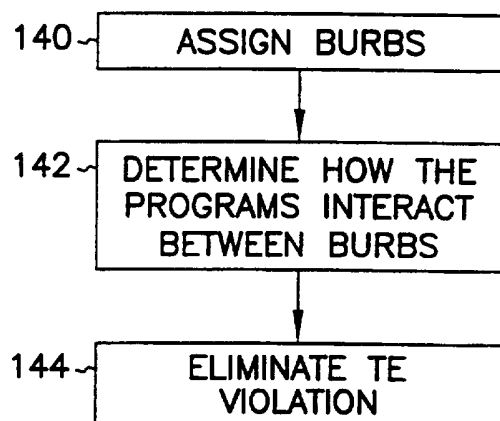 140 ASSIGN BURBS
142 DETERMINE HOW THE
PROGRAMS INTERACT
BETWEEN BURBS
144 ELIMINATE TE
VIOLATION